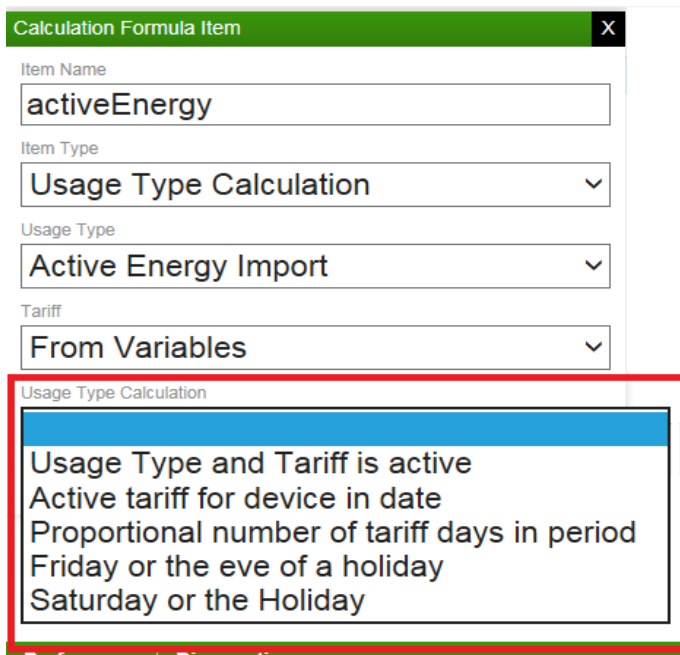 Calculation Formula Item X
Item Name
activeEnergy
Item Type
Usage Type Calculation
Usage Type
Active Energy Import
Tariff
From Variables
Usage Type Calculation
Usage Type and Tariff is active
Active tariff for device in date
Proportional number of tariff days in period
Friday or the eve of a holiday
Saturday or the Holiday